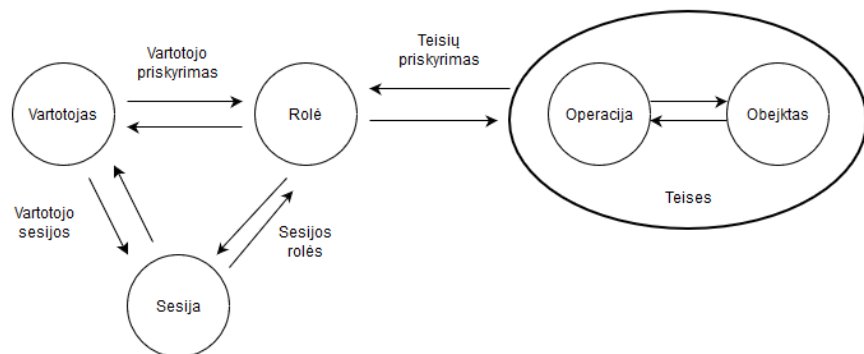 Vartotojo
priskyrimas
Teisių
priskyrimas
Vartotojas
Rolė
Operacija
Obejktas
Teises
Vartotojo
sesijos
Sesijos
rolės
Sesija